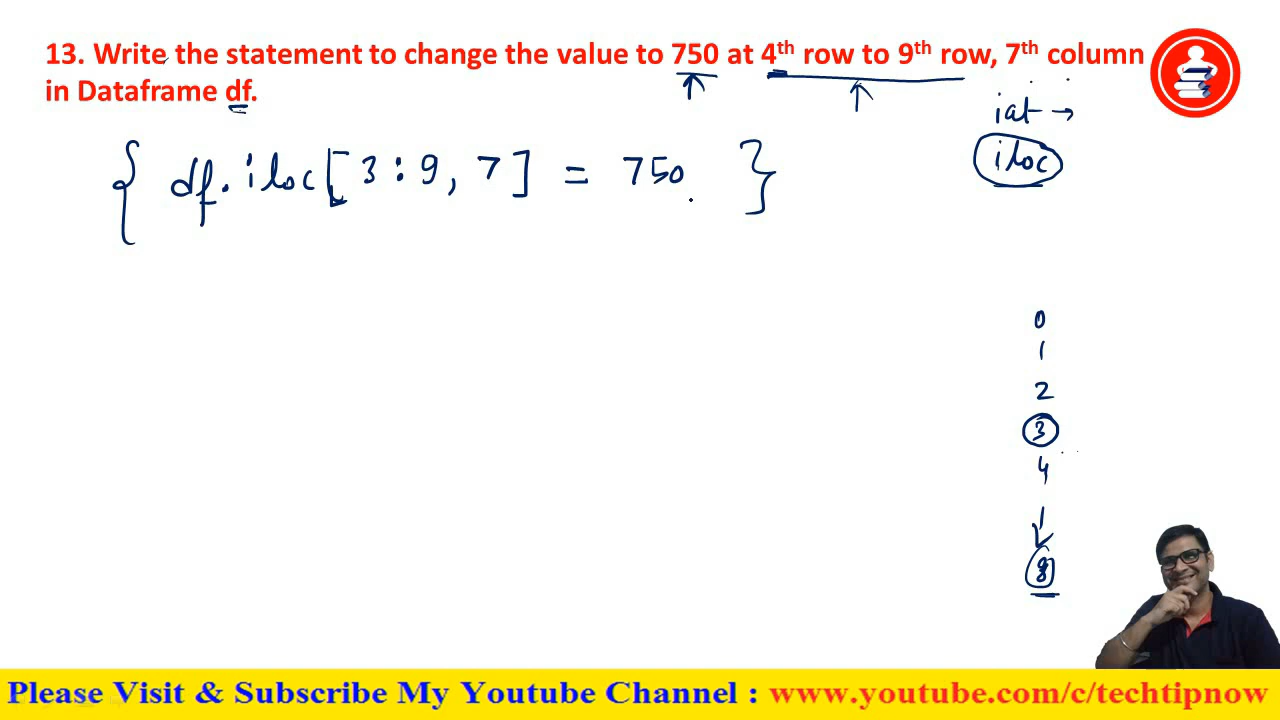 13. Write the statement to change the value to 750 at 4th row to 9th row, 7th column
in Dataframe df.
iat →
iloc
{ df.iloc[3:9, 7] = 750 }
0
1
2
3
4
8
Please Visit & Subscribe My Youtube Channel : www.youtube.com/c/techtipnow